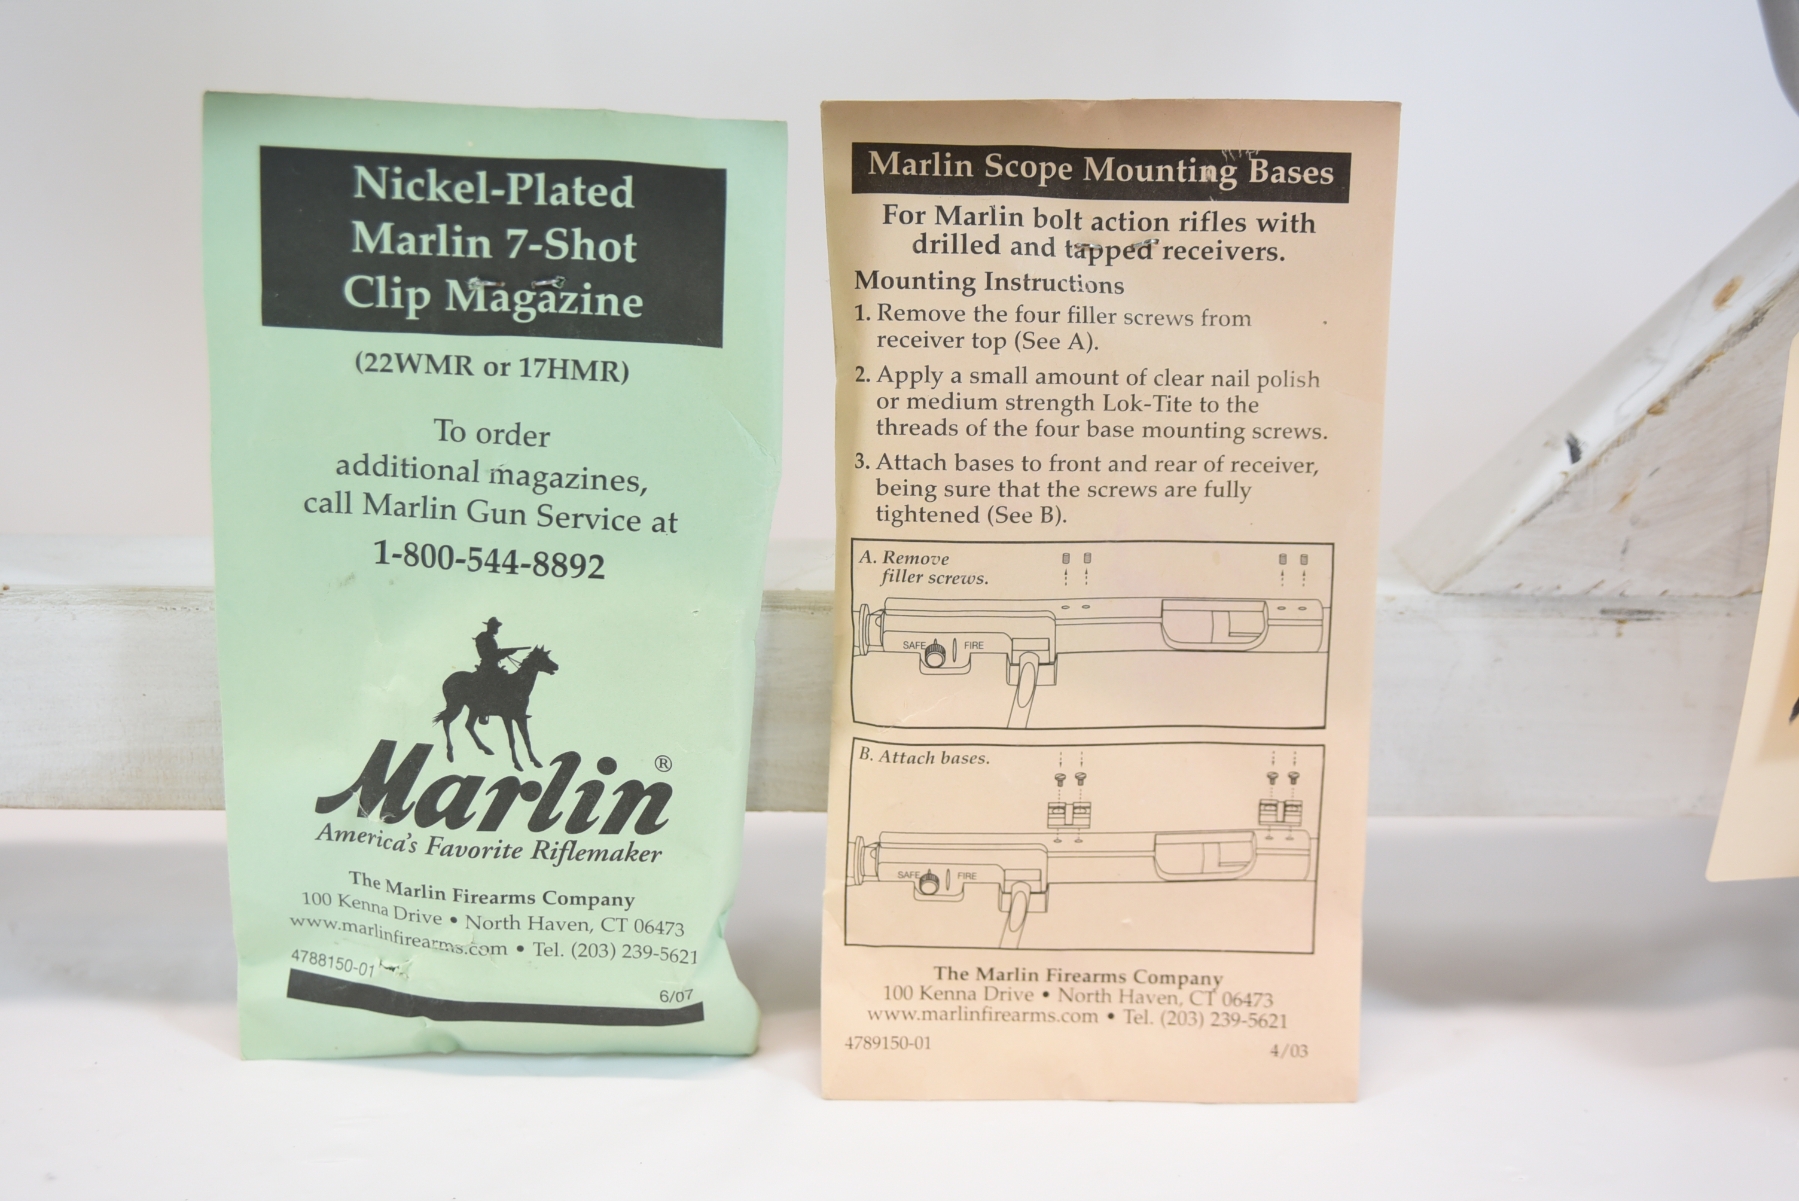 Nickel-Plated
Marlin 7-Shot
Clip Magazine
(22WMR or 17HMR)
To order
additional magazines,
call Marlin Gun Service at
1-800-544-8892
Marlin®
America's Favorite Riflemaker
The Marlin Firearms Company
100 Kenna Drive • North Haven, CT 06473
www.marlinfirearms.com • Tel. (203) 239-5621
4788150-01
6/07
Marlin Scope Mounting Bases
For Marlin bolt action rifles with
drilled and tapped receivers.
Mounting Instructions
1. Remove the four filler screws from
receiver top (See A).
2. Apply a small amount of clear nail polish
or medium strength Lok-Tite to the
threads of the four base mounting screws.
3. Attach bases to front and rear of receiver,
being sure that the screws are fully
tightened (See B).
A. Remove
filler screws.
SAFE FIRE
B. Attach bases.
SAFE FIRE
The Marlin Firearms Company
100 Kenna Drive • North Haven, CT 06473
www.marlinfirearms.com • Tel. (203) 239-5621
4789150-01
4/03